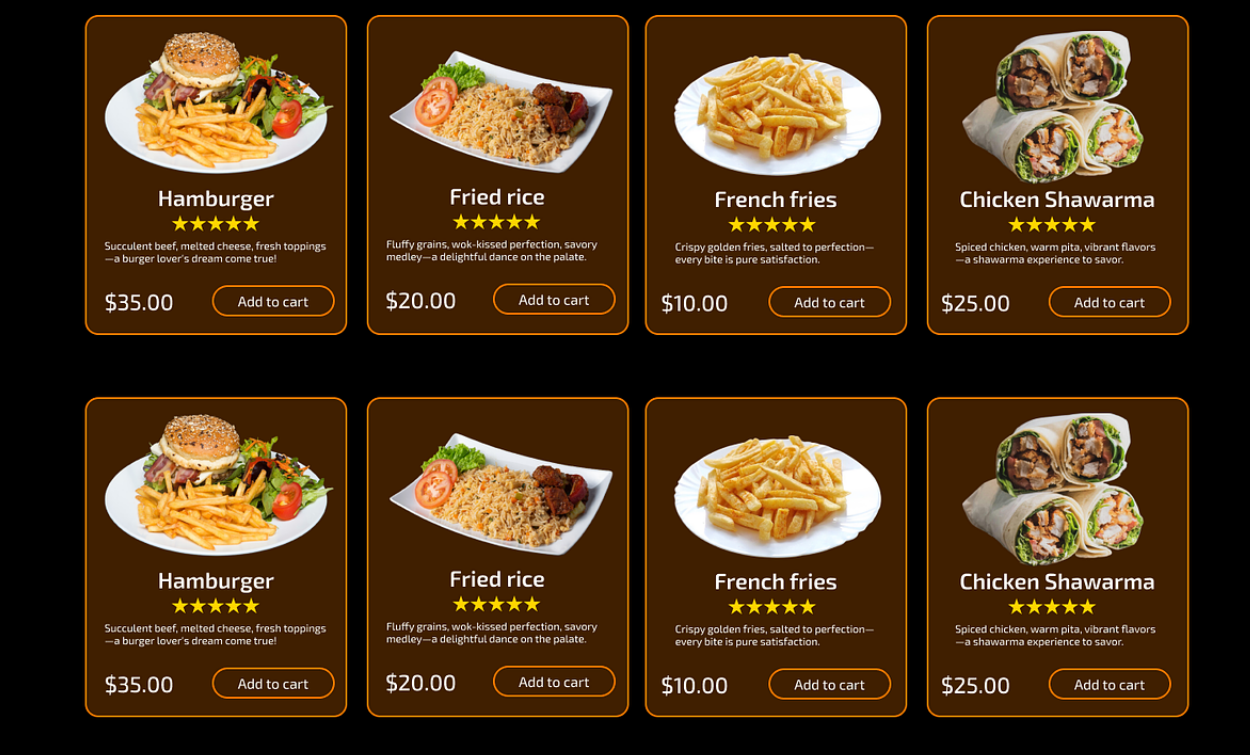 Hamburger
Succulent beef, melted cheese, fresh toppings
—a burger lover's dream come true!
$35.00
Add to cart
Fried rice
Fluffy grains, wok-kissed perfection, savory
medley—a delightful dance on the palate.
$20.00
Add to cart
French fries
Crispy golden fries, salted to perfection—
every bite is pure satisfaction.
$10.00
Add to cart
Chicken Shawarma
Spiced chicken, warm pita, vibrant flavors
—a shawarma experience to savor.
$25.00
Add to cart
Hamburger
Succulent beef, melted cheese, fresh toppings
—a burger lover's dream come true!
$35.00
Add to cart
Fried rice
Fluffy grains, wok-kissed perfection, savory
medley—a delightful dance on the palate.
$20.00
Add to cart
French fries
Crispy golden fries, salted to perfection—
every bite is pure satisfaction.
$10.00
Add to cart
Chicken Shawarma
Spiced chicken, warm pita, vibrant flavors
—a shawarma experience to savor.
$25.00
Add to cart